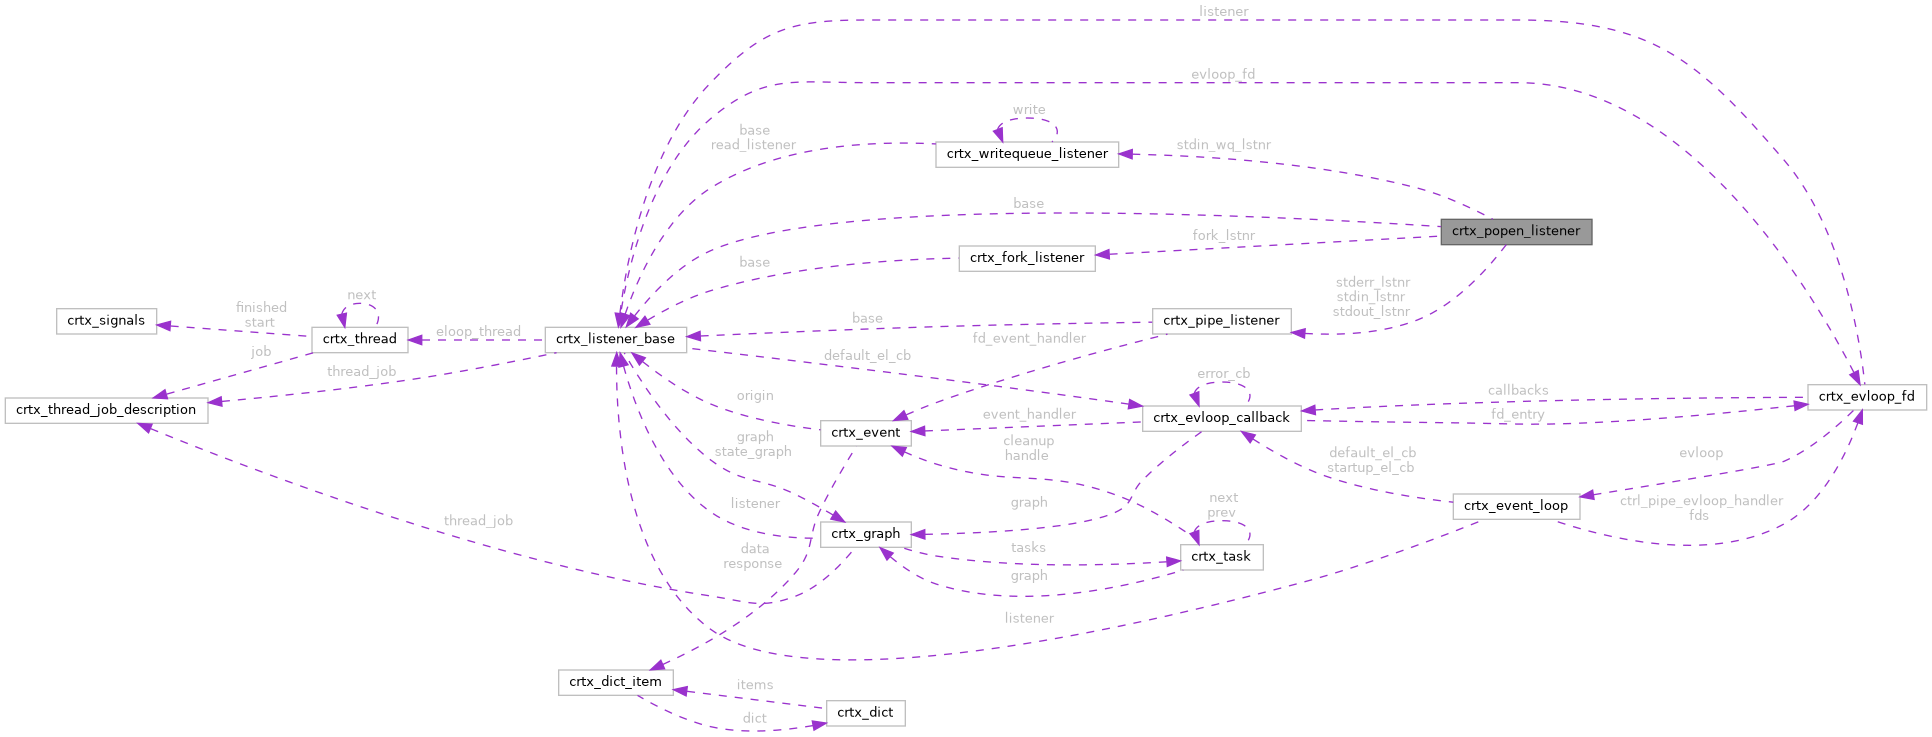 listener
evloop_fd
write
base
read_listener
crtx_writequeue_listener
stdin_wq_lstnr
base
crtx_popen_listener
fork_lstnr
base
crtx_fork_listener
stderr_lstnr
stdin_lstnr
stdout_lstnr
next
finished
start
crtx_signals
crtx_thread
eloop_thread
crtx_listener_base
base
crtx_pipe_listener
fd_event_handler
job
thread_job
default_el_cb
error_cb
callbacks
crtx_evloop_fd
crtx_thread_job_description
origin
event_handler
crtx_evloop_callback
fd_entry
crtx_event
graph
state_graph
cleanup
handle
default_el_cb
startup_el_cb
evloop
listener
graph
next
prev
crtx_event_loop
ctrl_pipe_evloop_handler
fds
thread_job
crtx_graph
tasks
crtx_task
data
response
graph
listener
crtx_dict_item
items
crtx_dict
dict